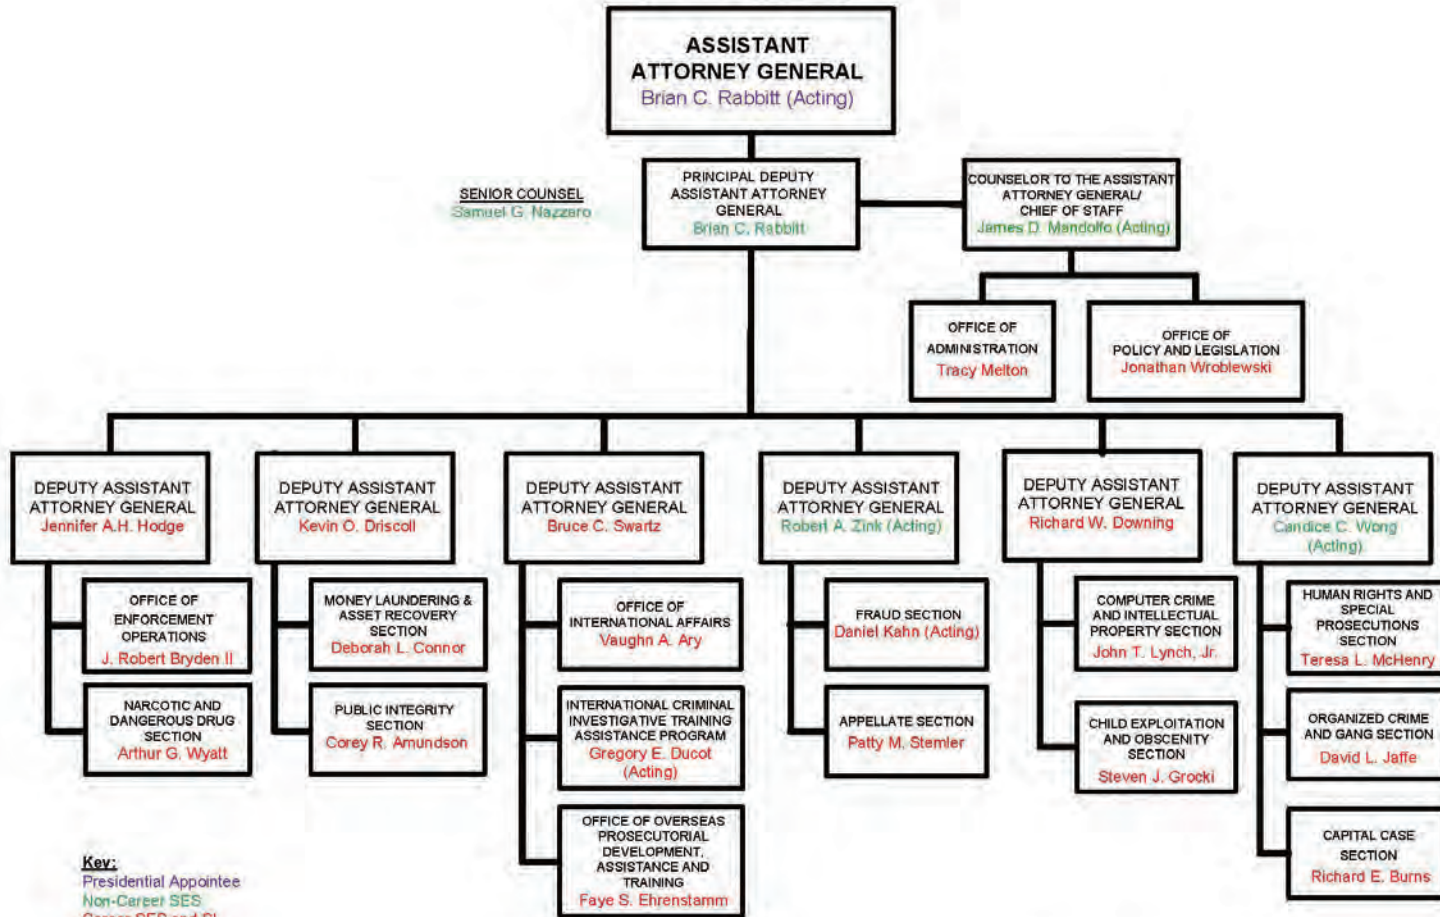 ASSISTANT
ATTORNEY GENERAL
Brian C. Rabbitt (Acting)
SENIOR COUNSEL
Samuel G. Nazzaro
PRINCIPAL DEPUTY
ASSISTANT ATTORNEY
GENERAL
Brian C. Rabbitt
COUNSELOR TO THE ASSISTANT
ATTORNEY GENERAL/
CHIEF OF STAFF
James D. Mandolfo (Acting)
OFFICE OF
ADMINISTRATION
Tracy Melton
OFFICE OF
POLICY AND LEGISLATION
Jonathan Wroblewski
DEPUTY ASSISTANT
ATTORNEY GENERAL
Jennifer A.H. Hodge
OFFICE OF
ENFORCEMENT
OPERATIONS
J. Robert Bryden II
NARCOTIC AND
DANGEROUS DRUG
SECTION
Arthur G. Wyatt
DEPUTY ASSISTANT
ATTORNEY GENERAL
Kevin O. Driscoll
MONEY LAUNDERING &
ASSET RECOVERY
SECTION
Deborah L. Connor
PUBLIC INTEGRITY
SECTION
Corey R. Amundson
DEPUTY ASSISTANT
ATTORNEY GENERAL
Bruce C. Swartz
OFFICE OF
INTERNATIONAL AFFAIRS
Vaughn A. Ary
INTERNATIONAL CRIMINAL
INVESTIGATIVE TRAINING
ASSISTANCE PROGRAM
Gregory E. Ducot
(Acting)
OFFICE OF OVERSEAS
PROSECUTORIAL
DEVELOPMENT,
ASSISTANCE AND
TRAINING
Faye S. Ehrenstamm
DEPUTY ASSISTANT
ATTORNEY GENERAL
Robert A. Zink (Acting)
FRAUD SECTION
Daniel Kahn (Acting)
APPELLATE SECTION
Patty M. Stemler
DEPUTY ASSISTANT
ATTORNEY GENERAL
Richard W. Downing
COMPUTER CRIME
AND INTELLECTUAL
PROPERTY SECTION
John T. Lynch, Jr.
CHILD EXPLOITATION
AND OBSCENITY
SECTION
Steven J. Grocki
DEPUTY ASSISTANT
ATTORNEY GENERAL
Candice C. Wong
(Acting)
HUMAN RIGHTS AND
SPECIAL
PROSECUTIONS
SECTION
Teresa L. McHenry
ORGANIZED CRIME
AND GANG SECTION
David L. Jaffe
CAPITAL CASE
SECTION
Richard E. Burns
Key:
Presidential Appointee
Non-Career SES
Career SES and SL